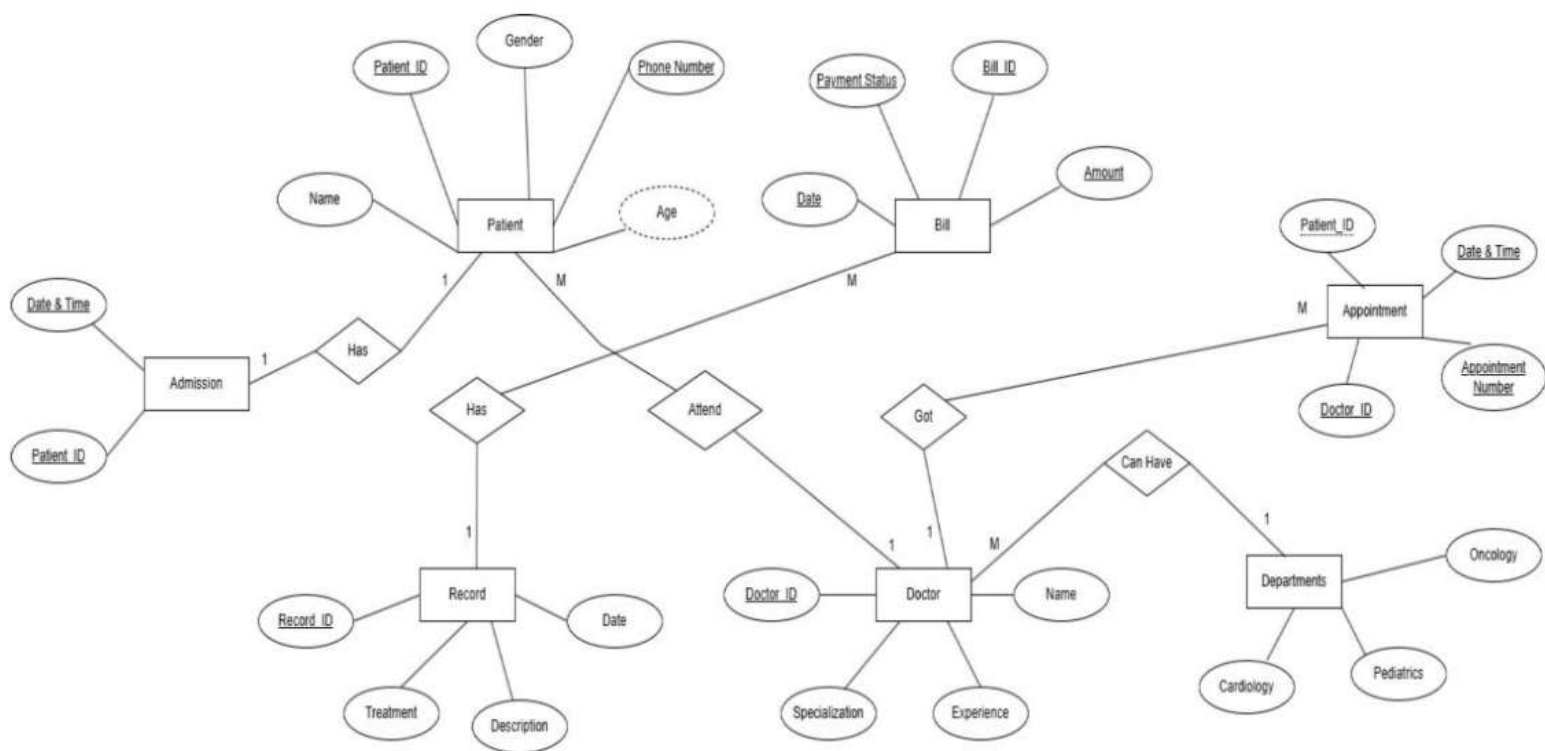 Gender
Patient_ID
Phone Number
Name
Age
Patient
Payment Status
Bill_ID
Date
Amount
Bill
Patient_ID
Date & Time
Appointment
Appointment
Number
Doctor_ID
M
1
M
M
Date & Time
Admission
Patient_ID
1
Has
Has
Attend
Got
Can Have
1
1
1
M
1
Record
Record_ID
Date
Treatment
Description
Doctor
Doctor_ID
Name
Specialization
Experience
Departments
Oncology
Cardiology
Pediatrics